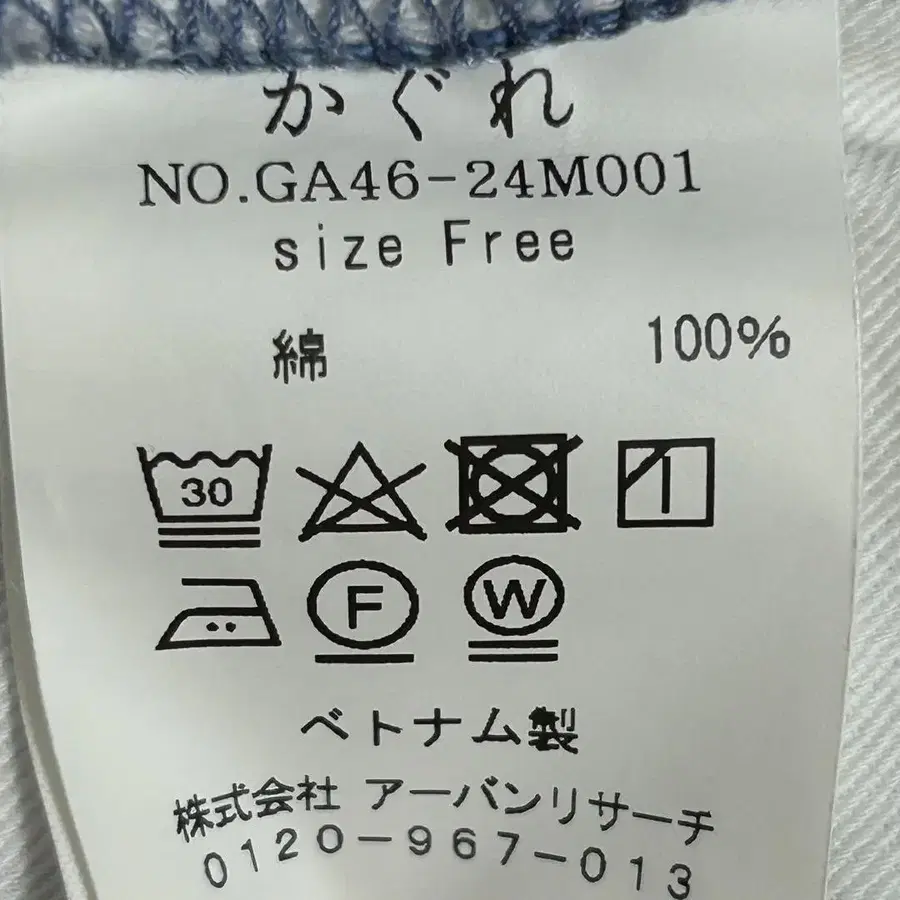 かぐれ
NO.GA46-24M001
size Free
綿 100%
30
F W
ベトナム製
株式会社 アーバンリサーチ
0120-967-013